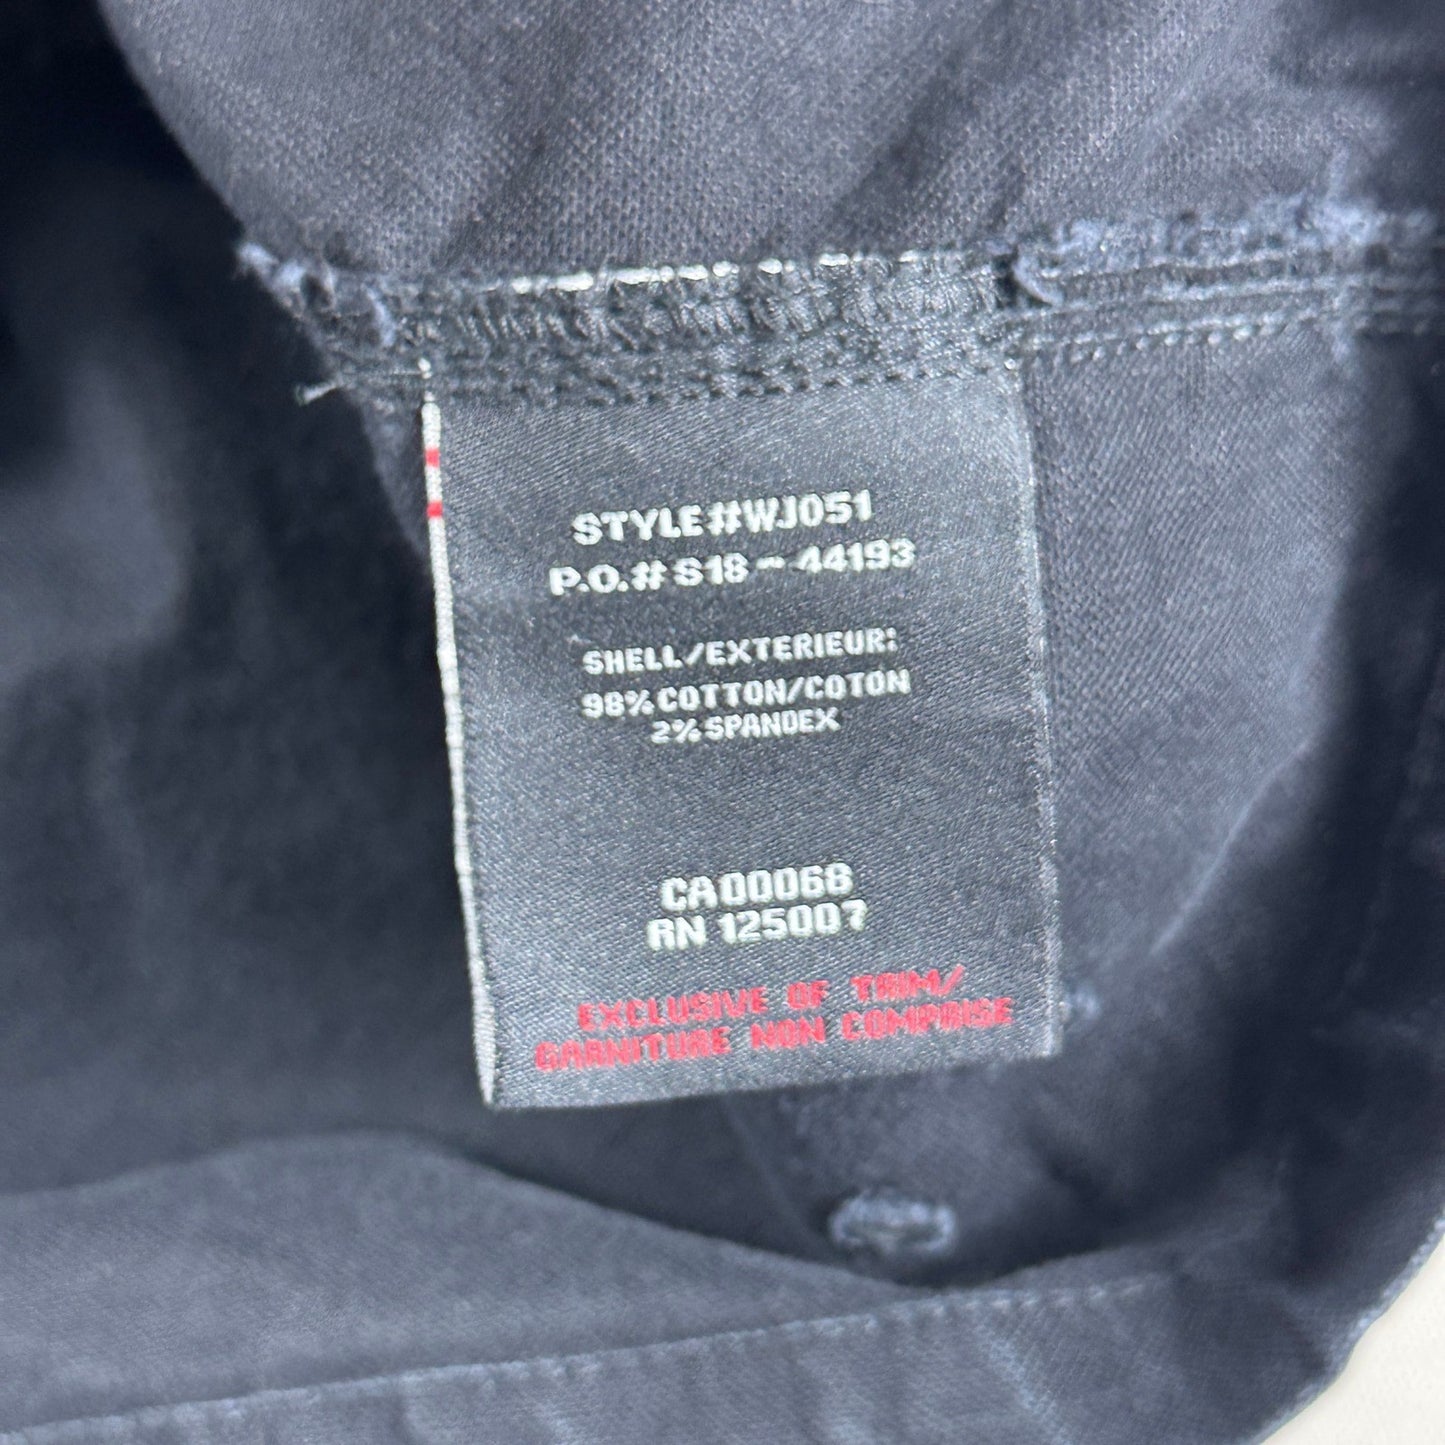 STYLE#WJ051
P.O.# S18-44193
SHELL/EXTERIEUR:
98% COTTON/COTON
2% SPANDEX
CA00068
RN 125007
EXCLUSIVE OF TRIM/
GARNITURE NON COMPRISE